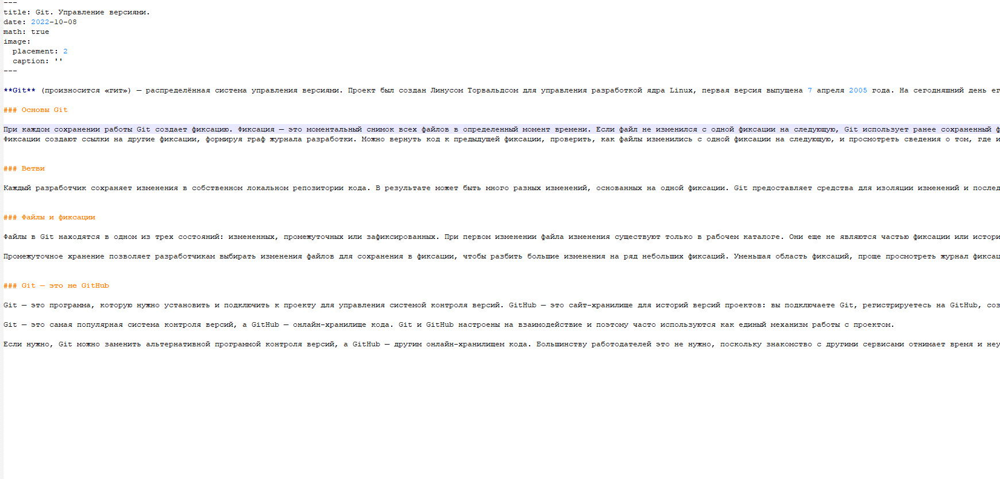 ---
title: Git. Управление версиями.
date: 2022-10-08
math: true
image:
  placement: 2
  caption: ''
---
**Git** (произносится «гит») — распределённая система управления версиями. Проект был создан Линусом Торвальдсом для управления разработкой ядра Linux, первая версия выпущена 7 апреля 2005 года. На сегодняшний день ег
### Основы Git
При каждом сохранении работы Git создает фиксацию. Фиксация — это моментальный снимок всех файлов в определенный момент времени. Если файл не изменился с одной фиксации на следующую, Git использует ранее сохраненный ф
Фиксации создают ссылки на другие фиксации, формируя граф журнала разработки. Можно вернуть код к предыдущей фиксации, проверить, как файлы изменились с одной фиксации на следующую, и просмотреть сведения о том, где и
### Ветви
Каждый разработчик сохраняет изменения в собственном локальном репозитории кода. В результате может быть много разных изменений, основанных на одной фиксации. Git предоставляет средства для изоляции изменений и послед
### Файлы и фиксации
Файлы в Git находятся в одном из трех состояний: измененных, промежуточных или зафиксированных. При первом изменении файла изменения существуют только в рабочем каталоге. Они еще не являются частью фиксации или истори
Промежуточное хранение позволяет разработчикам выбирать изменения файлов для сохранения в фиксации, чтобы разбить большие изменения на ряд небольших фиксаций. Уменьшая область фиксаций, проще просмотреть журнал фиксац
### Git — это не GitHub
Git — это программа, которую нужно установить и подключить к проекту для управления системой контроля версий. GitHub — это сайт-хранилище для историй версий проектов: вы подключаете Git, регистрируетесь на GitHub, соз
Git — это самая популярная система контроля версий, а GitHub — онлайн-хранилище кода. Git и GitHub настроены на взаимодействие и поэтому часто используются как единый механизм работы с проектом.
Если нужно, Git можно заменить альтернативной программой контроля версий, а GitHub — другим онлайн-хранилищем кода. Большинству работодателей это не нужно, поскольку знакомство с другими сервисами отнимает время и неу